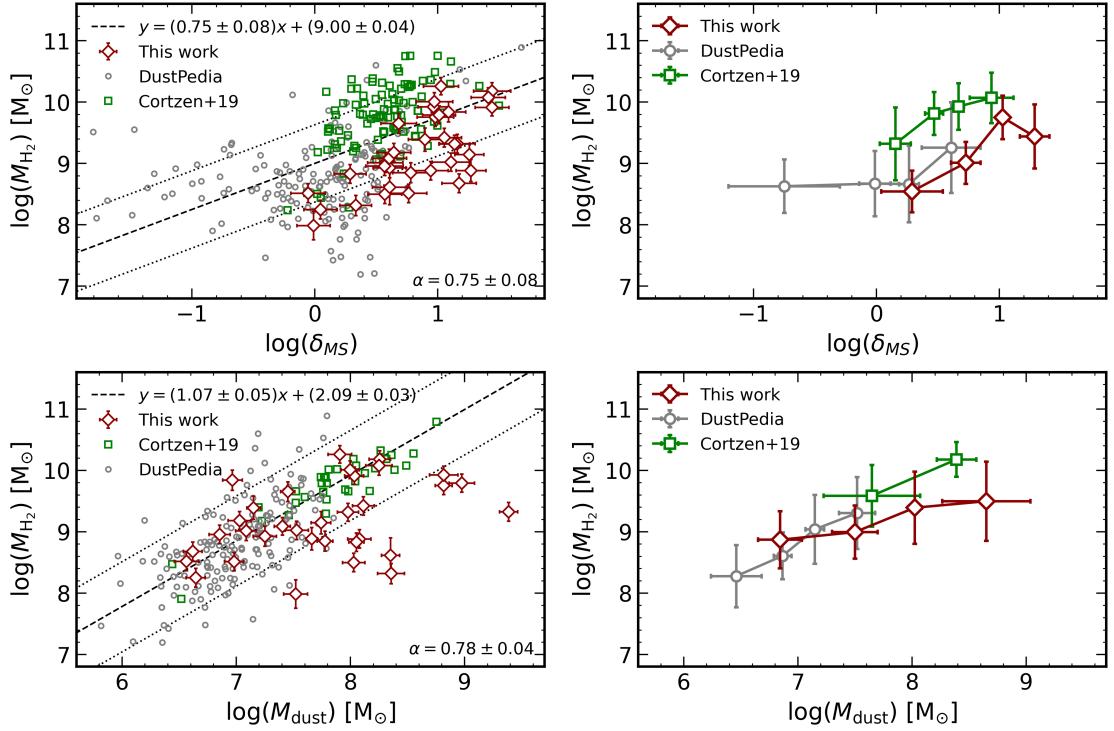 y = (0.75 ± 0.08)x + (9.00 ± 0.04)
This work
DustPedia
Cortzen+19
α = 0.75 ± 0.08
log(M_H₂) [M⊙]
11
10
9
8
7
−1
0
1
log(δ_MS)
This work
DustPedia
Cortzen+19
log(M_H₂) [M⊙]
11
10
9
8
7
−1
0
1
log(δ_MS)
y = (1.07 ± 0.05)x + (2.09 ± 0.03)
This work
Cortzen+19
DustPedia
α = 0.78 ± 0.04
log(M_H₂) [M⊙]
11
10
9
8
7
6
7
8
9
log(M_dust) [M⊙]
This work
DustPedia
Cortzen+19
log(M_H₂) [M⊙]
11
10
9
8
7
6
7
8
9
log(M_dust) [M⊙]